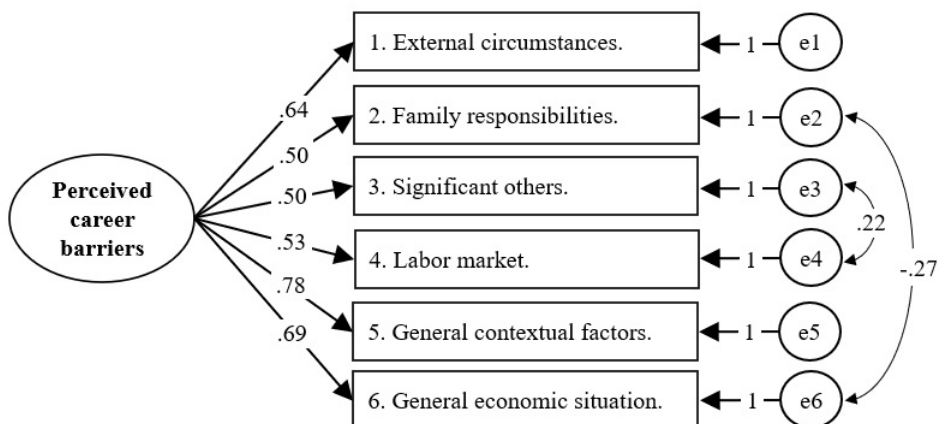 1. External circumstances.
1
e1
.64
2. Family responsibilities.
1
e2
.50
Perceived
career
barriers
3. Significant others.
1
e3
.50
.22
4. Labor market.
1
e4
.53
-.27
5. General contextual factors.
1
e5
.78
6. General economic situation.
1
e6
.69